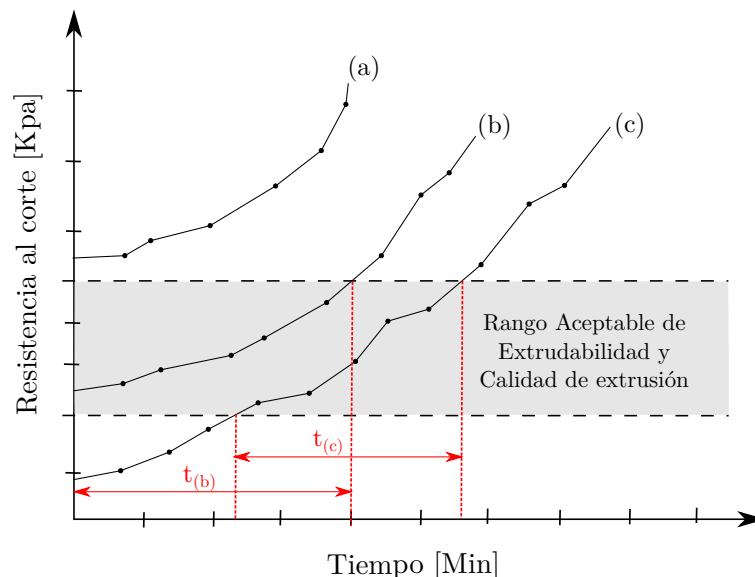 (a)
(b)
(c)
Resistencia al corte [Kpa]
Rango Aceptable de
Extrudabilidad y
Calidad de extrusión
t(c)
t(b)
Tiempo [Min]